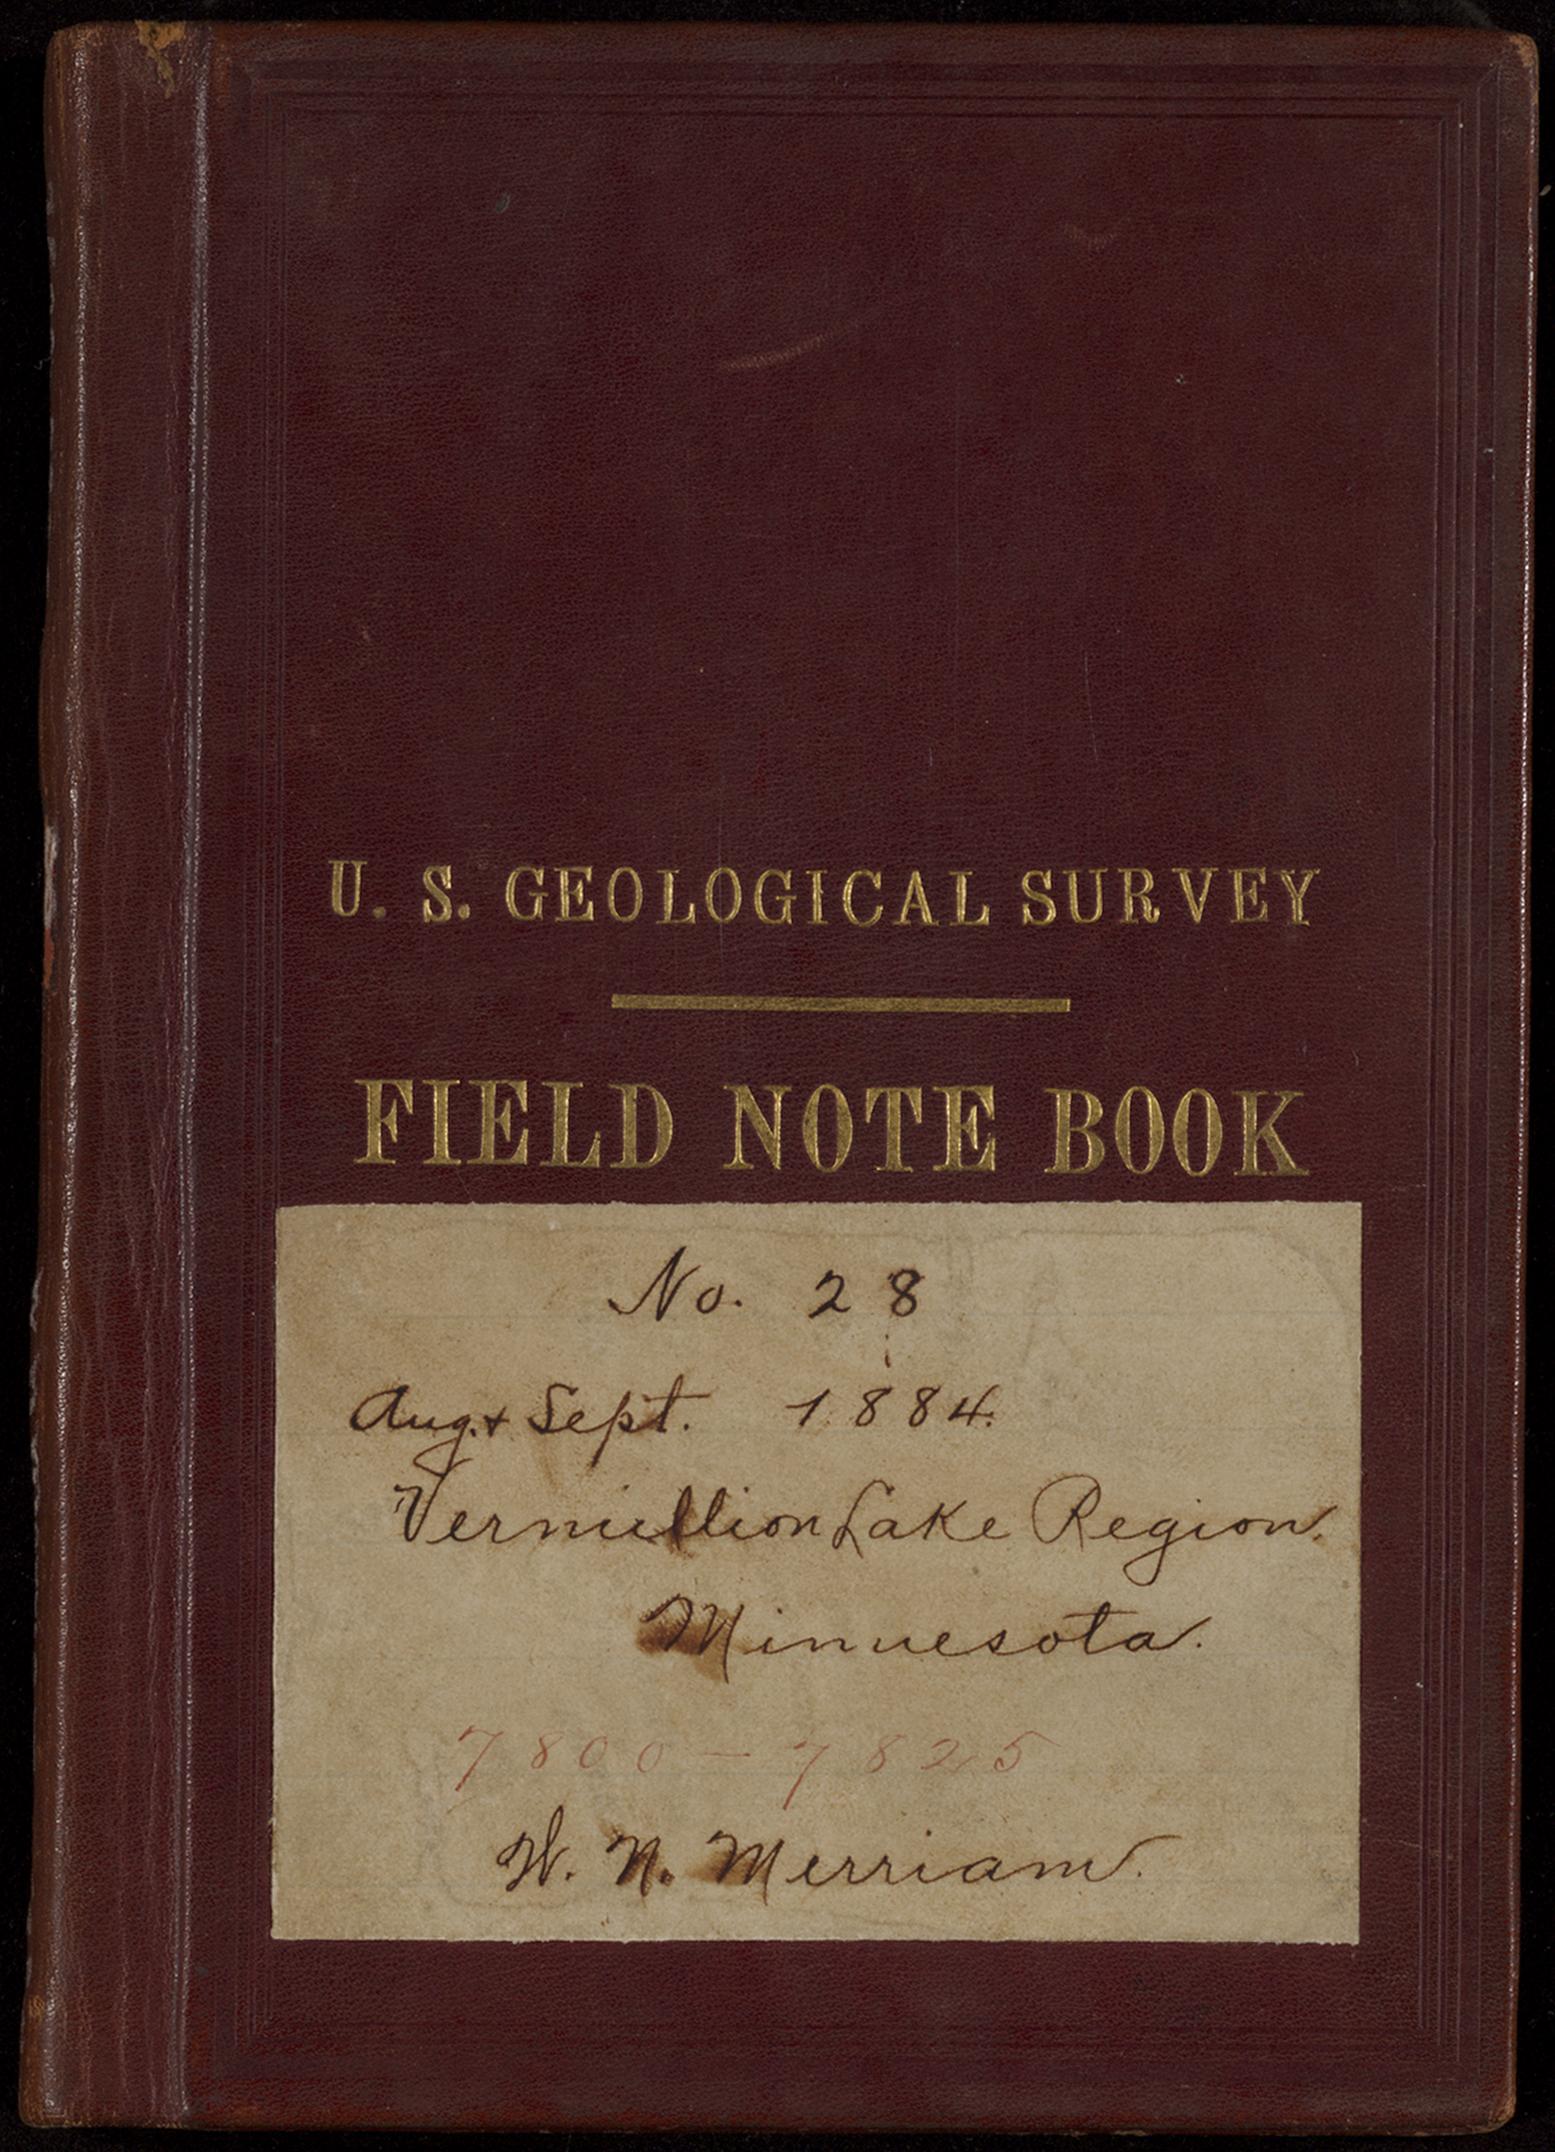 U. S. GEOLOGICAL SURVEY
FIELD NOTE BOOK
No. 28
Aug. + Sept. 1884.
Vermillion Lake Region.
Minnesota.
7800 — 7825
W. N. Merriam.